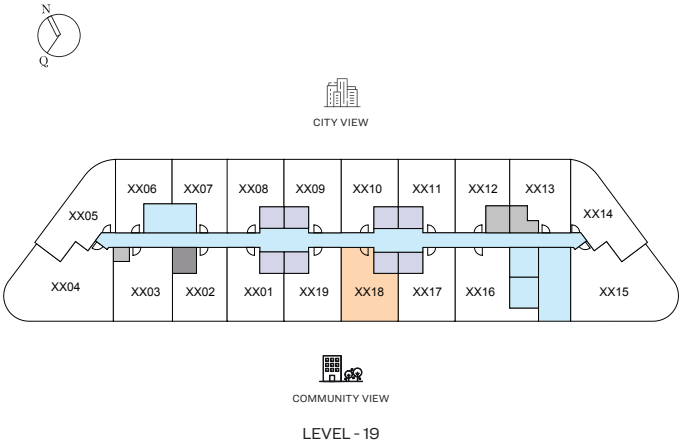 N
Q
CITY VIEW
XX06 XX07 XX08 XX09 XX10 XX11 XX12 XX13
XX05 XX14
XX04 XX03 XX02 XX01 XX19 XX18 XX17 XX16 XX15
COMMUNITY VIEW
LEVEL - 19